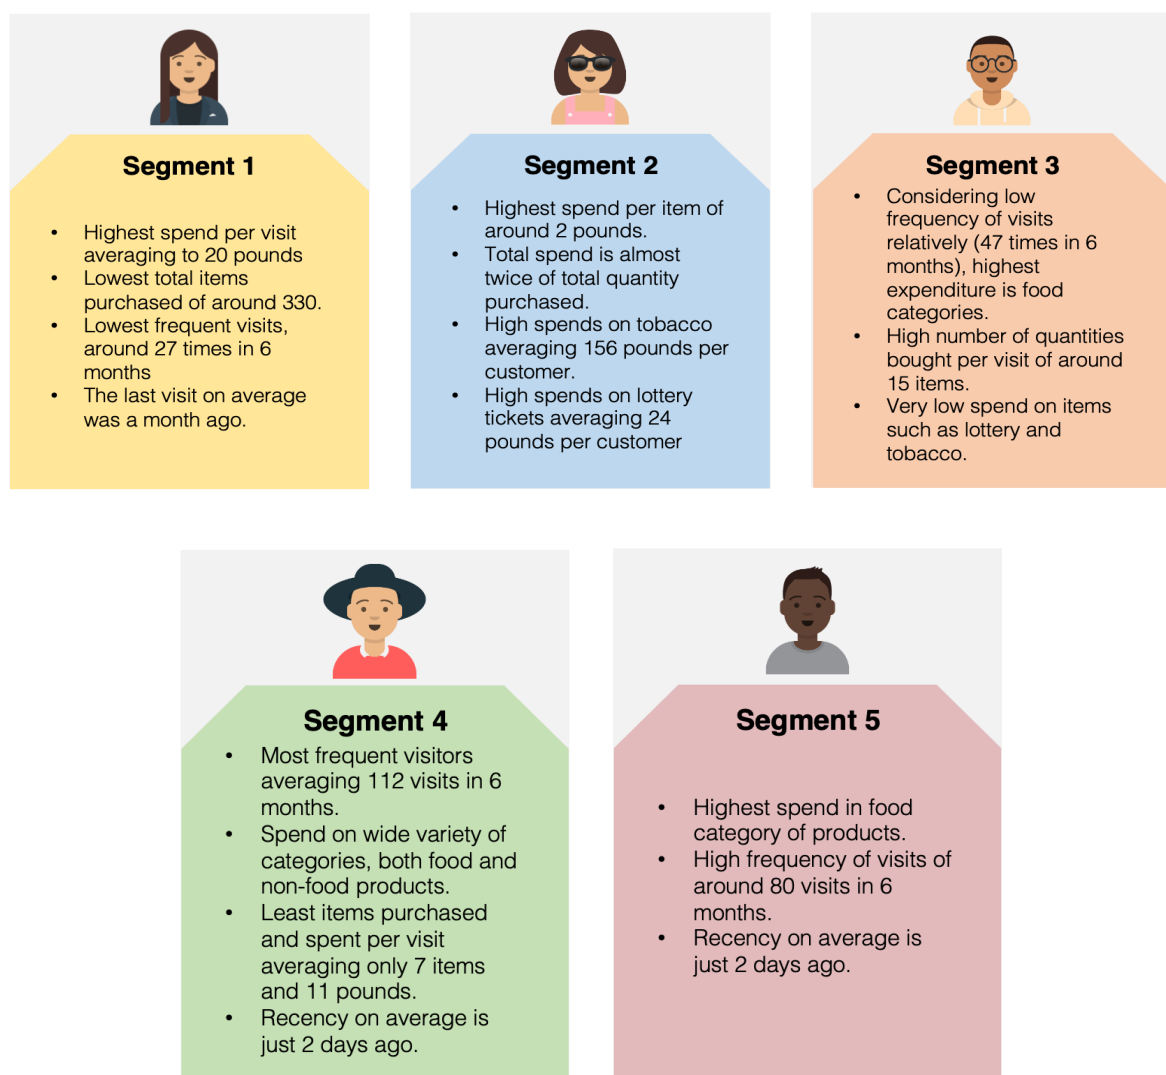 Segment 1
• Highest spend per visit
averaging to 20 pounds
• Lowest total items
purchased of around 330.
• Lowest frequent visits,
around 27 times in 6
months
• The last visit on average
was a month ago.
Segment 2
• Highest spend per item of
around 2 pounds.
• Total spend is almost
twice of total quantity
purchased.
• High spends on tobacco
averaging 156 pounds per
customer.
• High spends on lottery
tickets averaging 24
pounds per customer
Segment 3
• Considering low
frequency of visits
relatively (47 times in 6
months), highest
expenditure is food
categories.
• High number of quantities
bought per visit of around
15 items.
• Very low spend on items
such as lottery and
tobacco.
Segment 4
• Most frequent visitors
averaging 112 visits in 6
months.
• Spend on wide variety of
categories, both food and
non-food products.
• Least items purchased
and spent per visit
averaging only 7 items
and 11 pounds.
• Recency on average is
just 2 days ago.
Segment 5
• Highest spend in food
category of products.
• High frequency of visits of
around 80 visits in 6
months.
• Recency on average is
just 2 days ago.